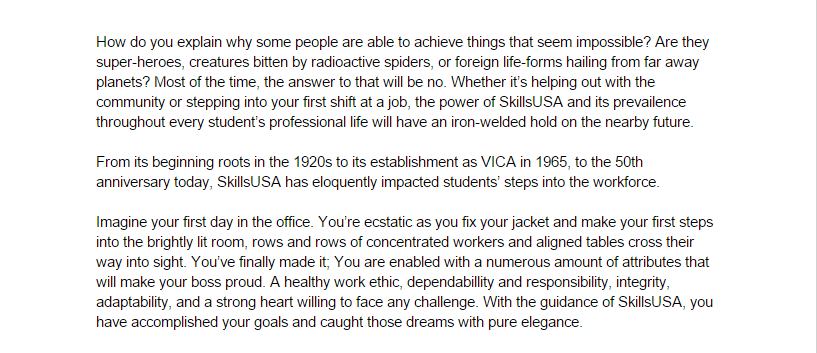 How do you explain why some people are able to achieve things that seem impossible? Are they
super-heroes, creatures bitten by radioactive spiders, or foreign life-forms hailing from far away
planets? Most of the time, the answer to that will be no. Whether it's helping out with the
community or stepping into your first shift at a job, the power of SkillsUSA and its prevailence
throughout every student's professional life will have an iron-welded hold on the nearby future.
From its beginning roots in the 1920s to its establishment as VICA in 1965, to the 50th
anniversary today, SkillsUSA has eloquently impacted students' steps into the workforce.
Imagine your first day in the office. You're ecstatic as you fix your jacket and make your first steps
into the brightly lit room, rows and rows of concentrated workers and aligned tables cross their
way into sight. You've finally made it; You are enabled with a numerous amount of attributes that
will make your boss proud. A healthy work ethic, dependabillity and responsibility, integrity,
adaptability, and a strong heart willing to face any challenge. With the guidance of SkillsUSA, you
have accomplished your goals and caught those dreams with pure elegance.